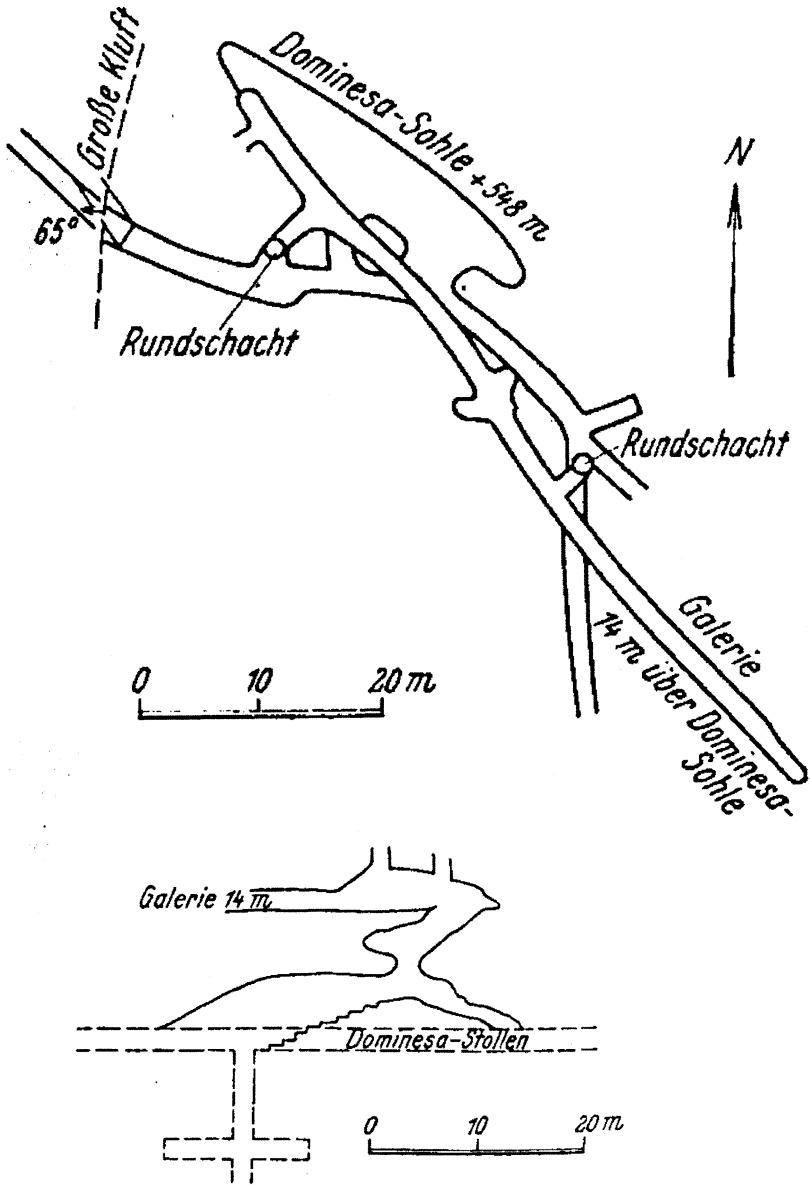 Große Kluft
Dominesa-Sohle + 548 m
N
65°
Rundschacht
Rundschacht
Galerie
14 m über Dominesa-
Sohle
0 10 20 m
Galerie 14 m
Dominesa-Stollen
0 10 20 m